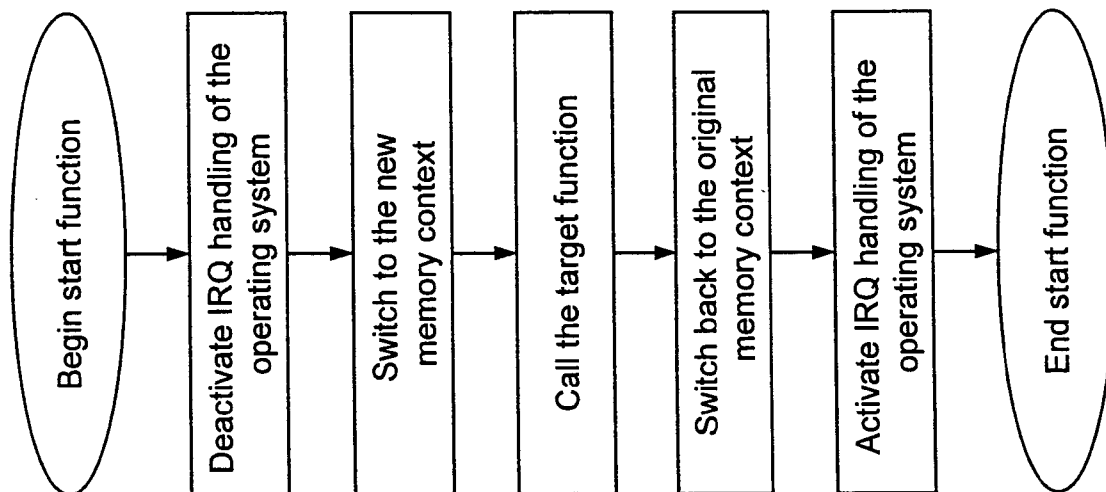 Begin start function
Deactivate IRQ handling of the
operating system
Switch to the new
memory context
Call the target function
Switch back to the original
memory context
Activate IRQ handling of the
operating system
End start function